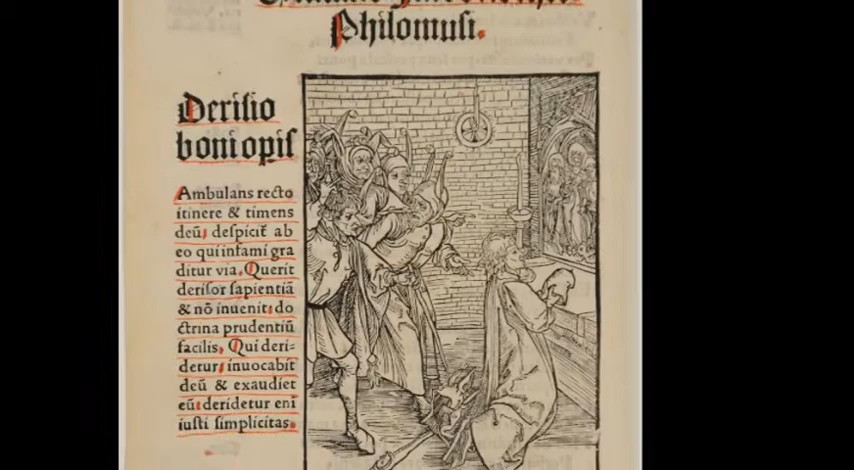 Philomusi.
Derisio
boni opis
Ambulans recto
itinere & timens
deū, despicit̄ ab
eo qui infami gra
ditur via. Querit
derisor sapientiā
& nō inuenit: do
ctrina prudentiū
facilis. Qui deri-
detur, inuocabit
deū & exaudiet
eū: deridetur eni
iusti simplicitas.